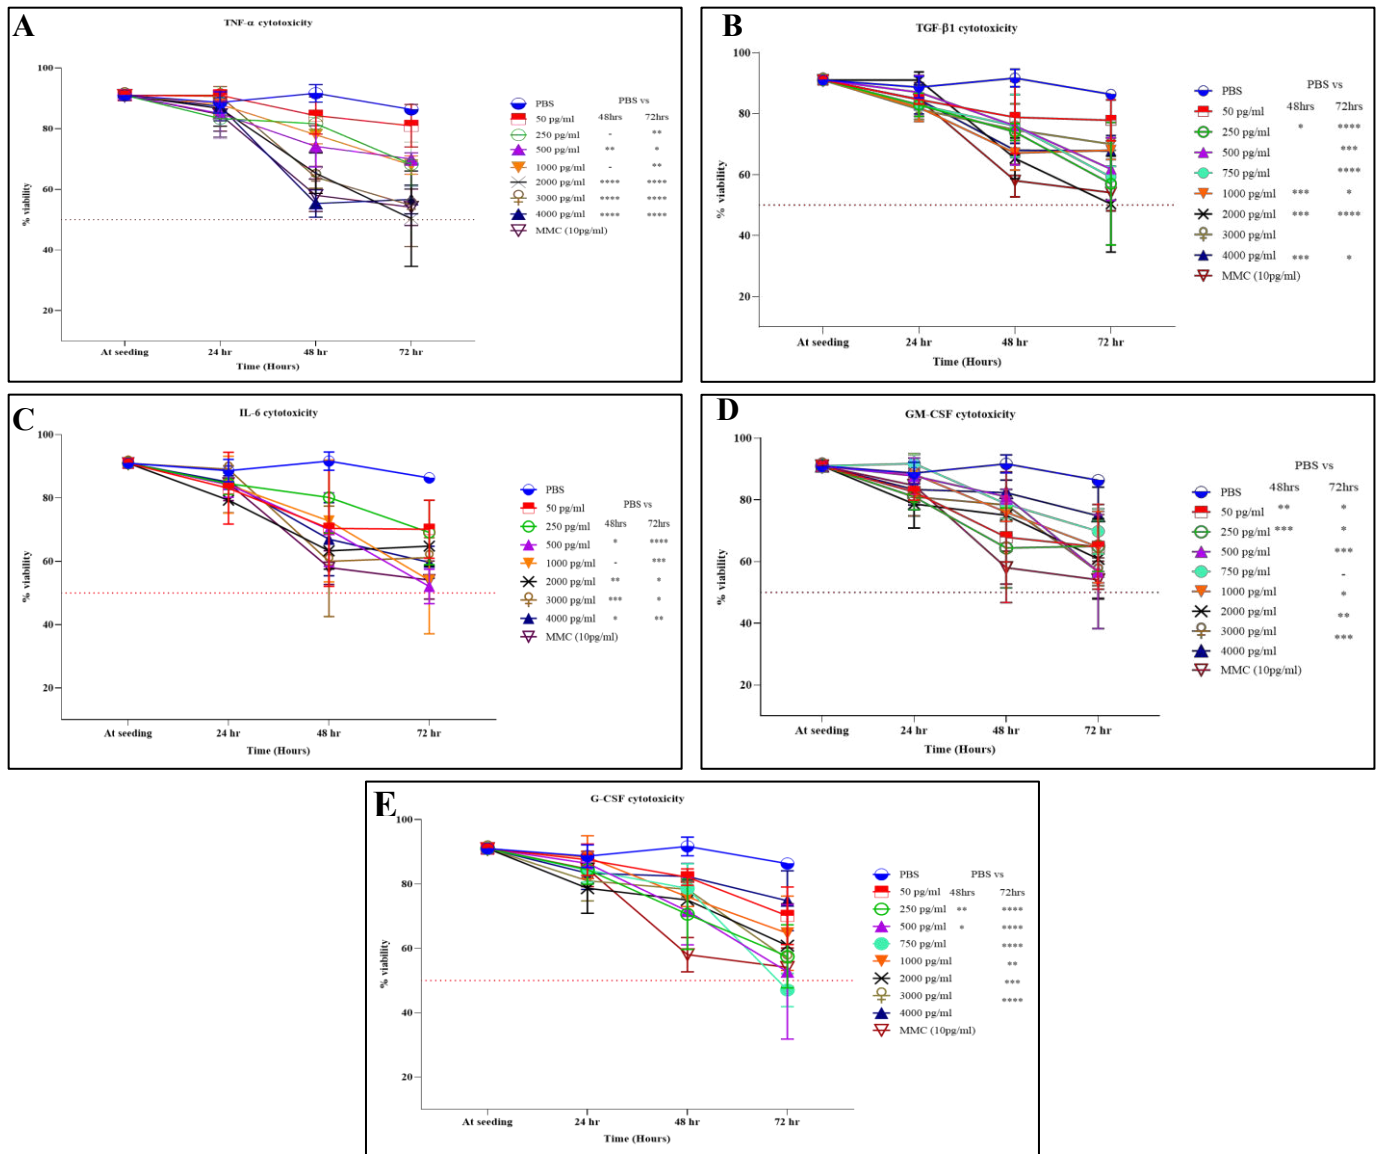 A
TNF-α cytotoxicity
100
80
60
40
20
% viability
At seeding 24 hr 48 hr 72 hr
Time (Hours)
PBS PBS vs
50 pg/ml 48hrs 72hrs
250 pg/ml - **
500 pg/ml ** *
1000 pg/ml - **
2000 pg/ml **** ****
3000 pg/ml **** ****
4000 pg/ml **** ****
MMC (10pg/ml)
B
TGF-β1 cytotoxicity
100
80
60
40
20
% viability
At seeding 24 hr 48 hr 72 hr
Time (Hours)
PBS vs
PBS
50 pg/ml 48hrs 72hrs
250 pg/ml * ****
500 pg/ml ***
750 pg/ml ****
1000 pg/ml *** *
2000 pg/ml *** ****
3000 pg/ml
4000 pg/ml *** *
MMC (10pg/ml)
C
IL-6 cytotoxicity
100
80
60
40
20
% viability
At seeding 24 hr 48 hr 72 hr
Time (Hours)
PBS
50 pg/ml PBS vs
250 pg/ml 48hrs 72hrs
500 pg/ml * ****
1000 pg/ml - ***
2000 pg/ml ** *
3000 pg/ml *** *
4000 pg/ml * **
MMC (10pg/ml)
D
GM-CSF cytotoxicity
100
80
60
40
20
% viability
At seeding 24 hr 48 hr 72 hr
Time (Hours)
PBS vs
PBS 48hrs 72hrs
50 pg/ml ** *
250 pg/ml *** *
500 pg/ml ***
750 pg/ml -
1000 pg/ml *
2000 pg/ml **
3000 pg/ml ***
4000 pg/ml
MMC (10pg/ml)
E
G-CSF cytotoxicity
100
80
60
40
20
% viability
At seeding 24 hr 48 hr 72 hr
Time (Hours)
PBS PBS vs
50 pg/ml 48hrs 72hrs
250 pg/ml ** ****
500 pg/ml * ****
750 pg/ml ****
1000 pg/ml **
2000 pg/ml ***
3000 pg/ml ****
4000 pg/ml
MMC (10pg/ml)